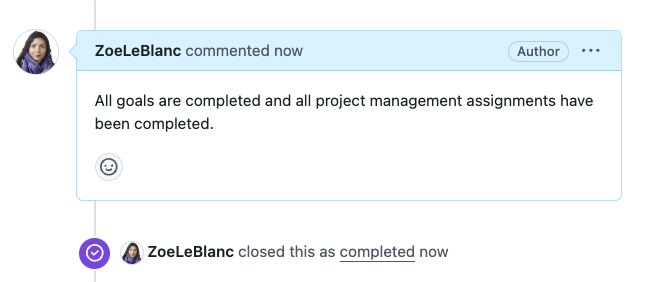 ZoeLeBlanc commented now Author
All goals are completed and all project management assignments have
been completed.
ZoeLeBlanc closed this as completed now